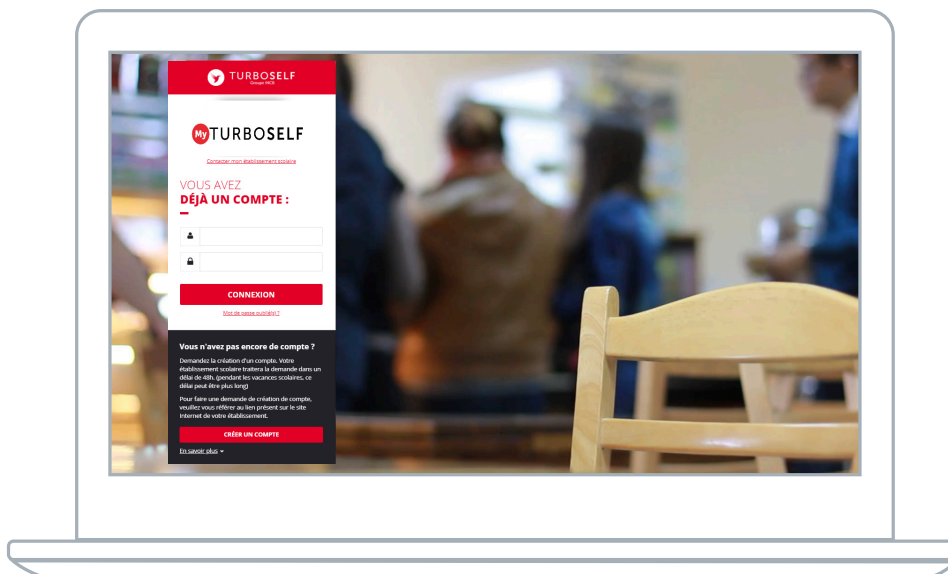 TURBOSELF
Groupe INCB
My TURBOSELF
Contacter mon établissement scolaire
VOUS AVEZ
DÉJÀ UN COMPTE :
CONNEXION
Mot de passe oublié(s) ?
Vous n'avez pas encore de compte ?
Demandez la création d'un compte. Votre
établissement scolaire traitera la demande dans un
délai de 48h. (pendant les vacances scolaires, ce
délai peut être plus long)
Pour faire une demande de création de compte,
veuillez vous référer au lien présent sur le site
Internet de votre établissement.
CRÉER UN COMPTE
En savoir plus